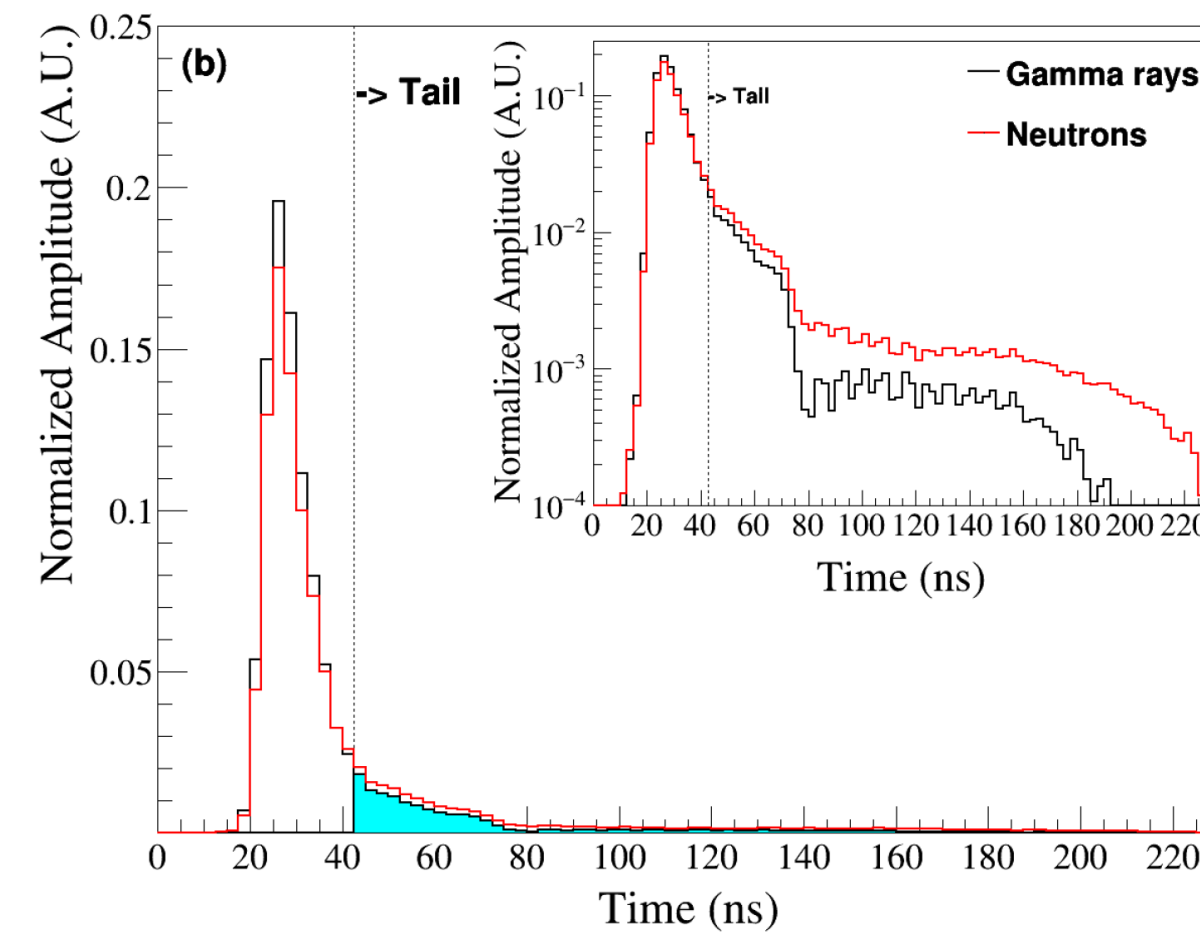 (b)
-> Tail
Normalized Amplitude (A.U.)
0.25
0.2
0.15
0.1
0.05
0 20 40 60 80 100 120 140 160 180 200 220
Time (ns)
Gamma rays
Neutrons
-> Tail
Normalized Amplitude (A.U.)
10⁻¹
10⁻²
10⁻³
10⁻⁴
0 20 40 60 80 100 120 140 160 180 200 220
Time (ns)